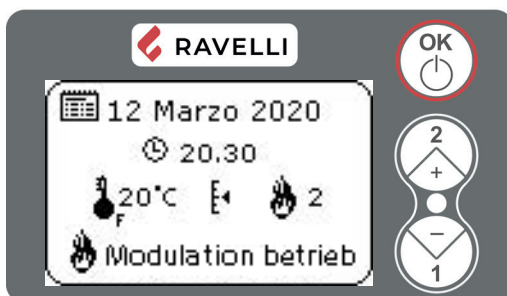 RAVELLI
OK
12 Marzo 2020
20.30
20°C
F
2
Modulation betrieb
2
+
−
1